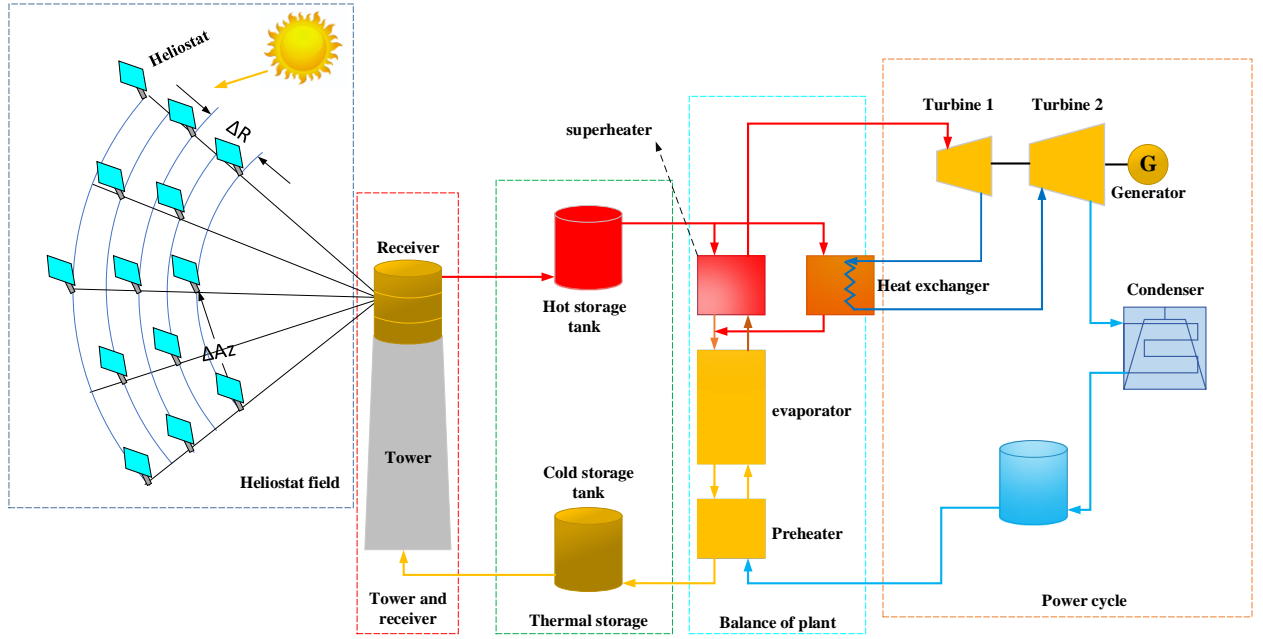 Heliostat
ΔR
ΔAz
Heliostat field
Receiver
Tower
Tower and
receiver
Hot storage
tank
Cold storage
tank
Thermal storage
superheater
Heat exchanger
evaporator
Preheater
Balance of plant
Turbine 1
Turbine 2
G
Generator
Condenser
Power cycle